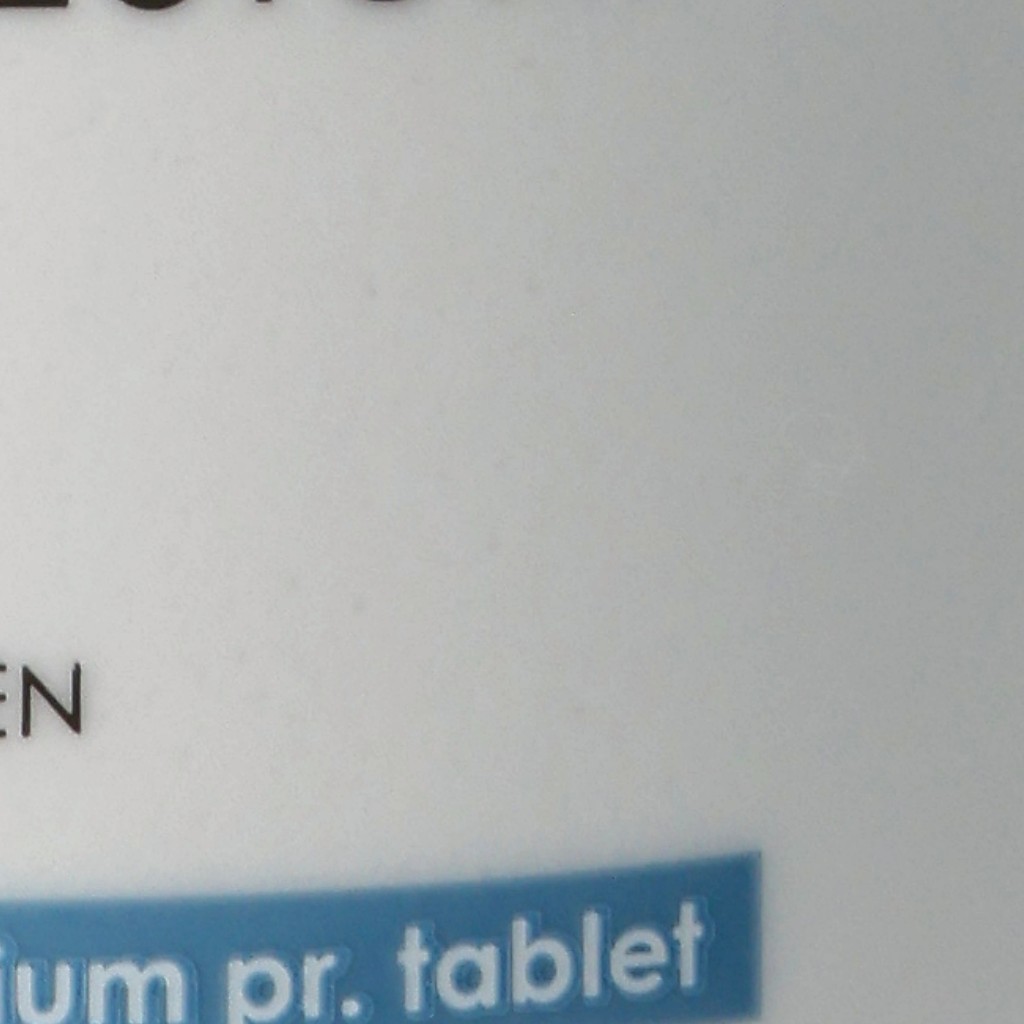 EN
ium pr. tablet